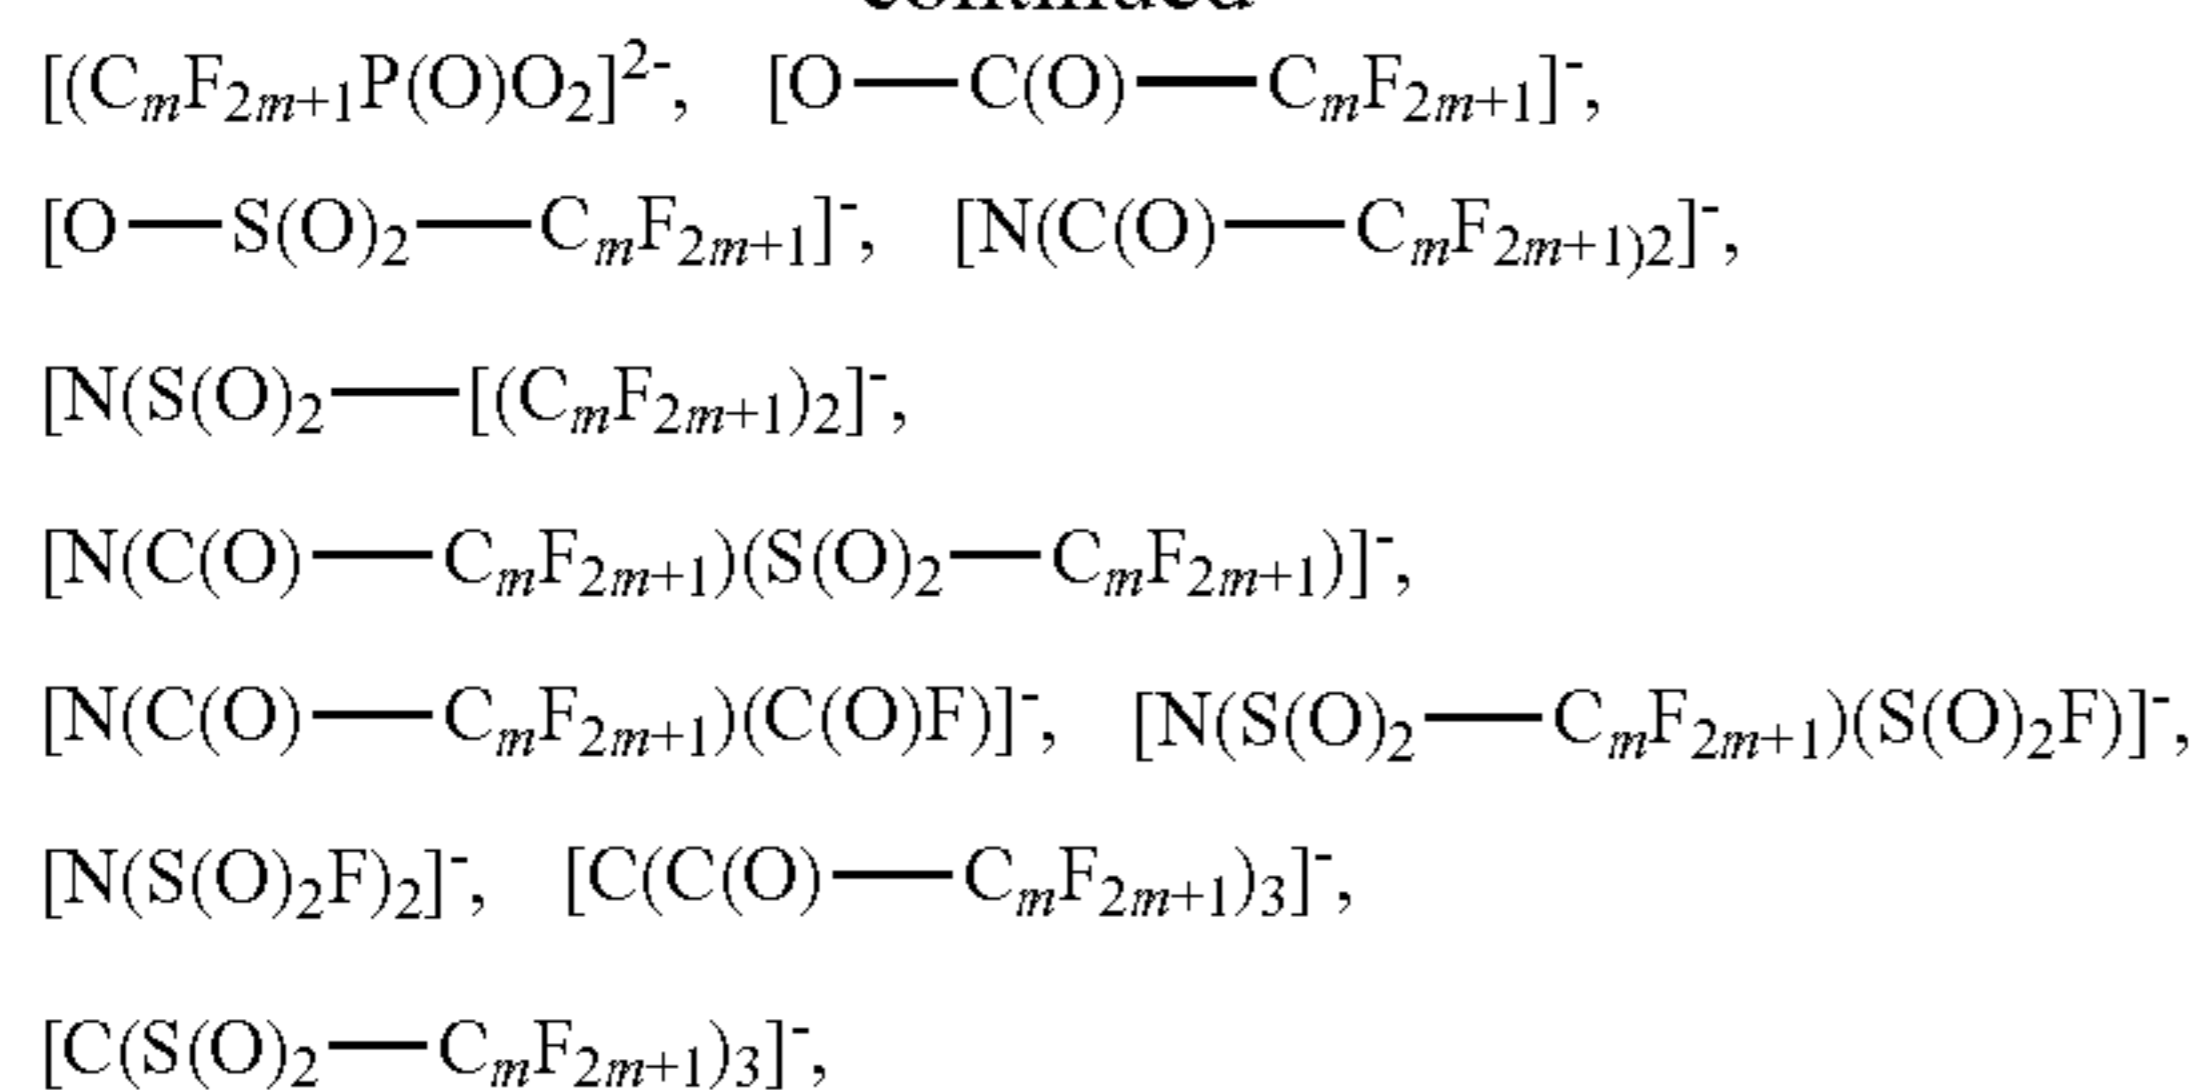 continued
[(CₘF₂ₘ₊₁P(O)O₂]²⁻, [O—C(O)—CₘF₂ₘ₊₁]⁻,
[O—S(O)₂—CₘF₂ₘ₊₁]⁻, [N(C(O)—CₘF₂ₘ₊₁₎₂]⁻,
[N(S(O)₂—[(CₘF₂ₘ₊₁)₂]⁻,
[N(C(O)—CₘF₂ₘ₊₁)(S(O)₂—CₘF₂ₘ₊₁)]⁻,
[N(C(O)—CₘF₂ₘ₊₁)(C(O)F)]⁻, [N(S(O)₂—CₘF₂ₘ₊₁)(S(O)₂F)]⁻,
[N(S(O)₂F)₂]⁻, [C(C(O)—CₘF₂ₘ₊₁)₃]⁻,
[C(S(O)₂—CₘF₂ₘ₊₁)₃]⁻,